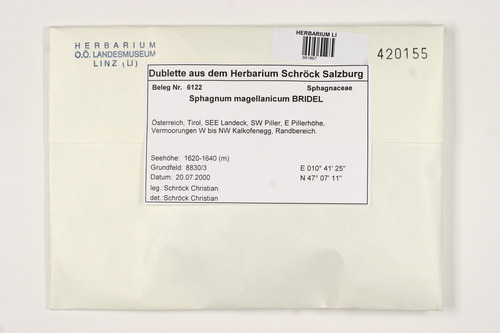 HERBARIUM
O.Ö. LANDESMUSEUM
LINZ (LI)
HERBARIUM LI
420155
Dublette aus dem Herbarium Schröck Salzburg
Beleg Nr. 6122 Sphagnaceae
Sphagnum magellanicum BRIDEL
Österreich, Tirol, SEE Landeck, SW Piller, E Pillerhöhe,
Vermoorungen W bis NW Kalkofenegg, Randbereich.
Seehöhe: 1620-1640 (m)
Grundfeld: 8830/3 E 010° 41' 25"
Datum: 20.07.2000 N 47° 07' 11"
leg.: Schröck Christian
det.: Schröck Christian